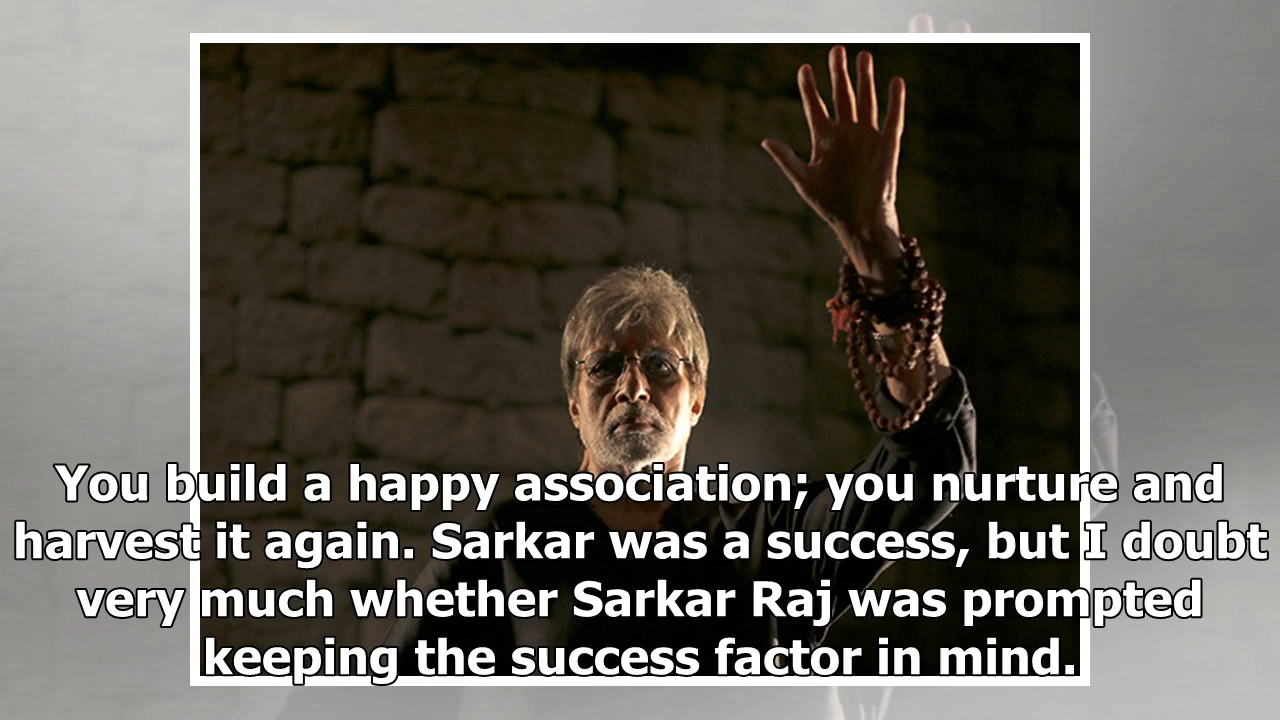 You build a happy association; you nurture and
harvest it again. Sarkar was a success, but I doubt
very much whether Sarkar Raj was prompted
keeping the success factor in mind.